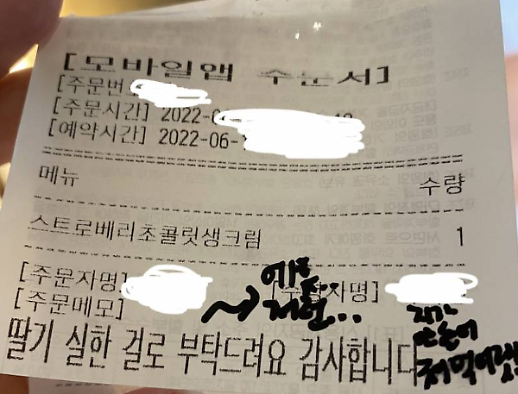 [모바일앱 주문서]
[주문번
[주문시간] 2022-0
[예약시간] 2022-06-
메뉴 수량
스트로베리초콜릿생크림 1
[주문자명]
자명]
[주문메모]
딸기 실한 걸로 부탁드려요 감사합니다